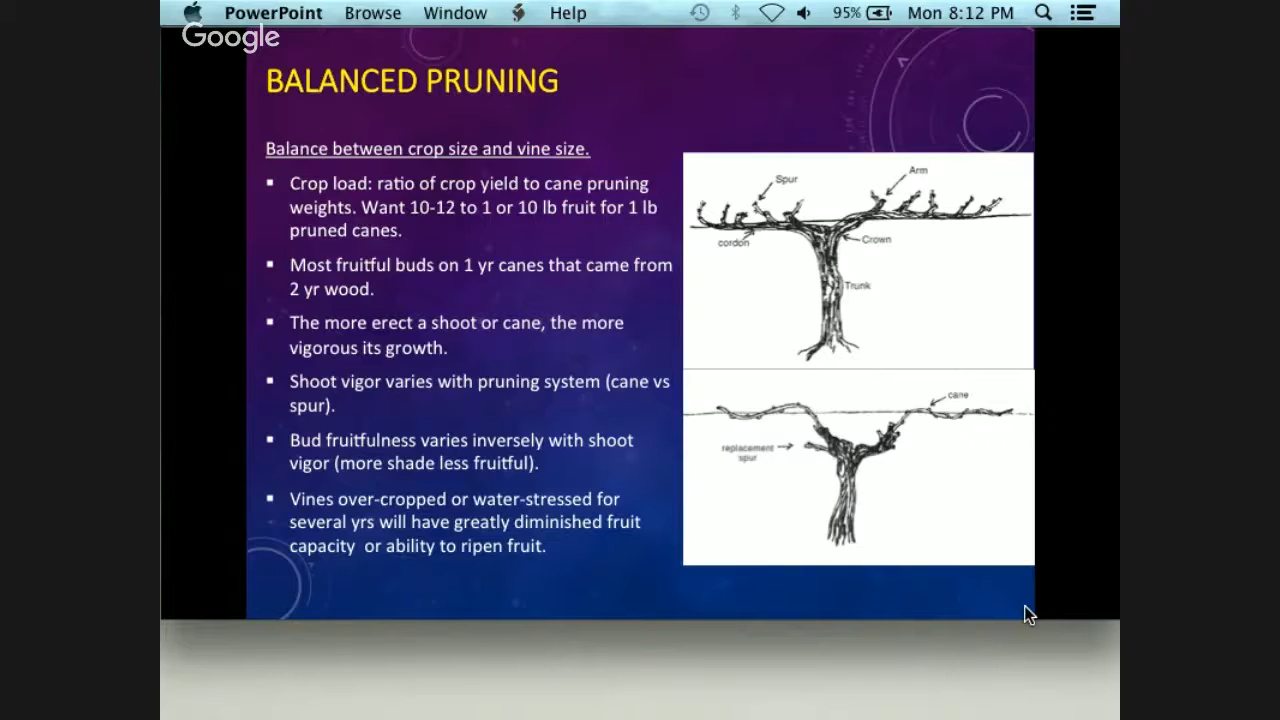 PowerPoint Browse Window Help 95% Mon 8:12 PM
Google
BALANCED PRUNING
Balance between crop size and vine size.
▪ Crop load: ratio of crop yield to cane pruning
weights. Want 10-12 to 1 or 10 lb fruit for 1 lb
pruned canes.
▪ Most fruitful buds on 1 yr canes that came from
2 yr wood.
▪ The more erect a shoot or cane, the more
vigorous its growth.
▪ Shoot vigor varies with pruning system (cane vs
spur).
▪ Bud fruitfulness varies inversely with shoot
vigor (more shade less fruitful).
▪ Vines over-cropped or water-stressed for
several yrs will have greatly diminished fruit
capacity or ability to ripen fruit.
Spur
Arm
cordon
Crown
Trunk
cane
replacement
spur